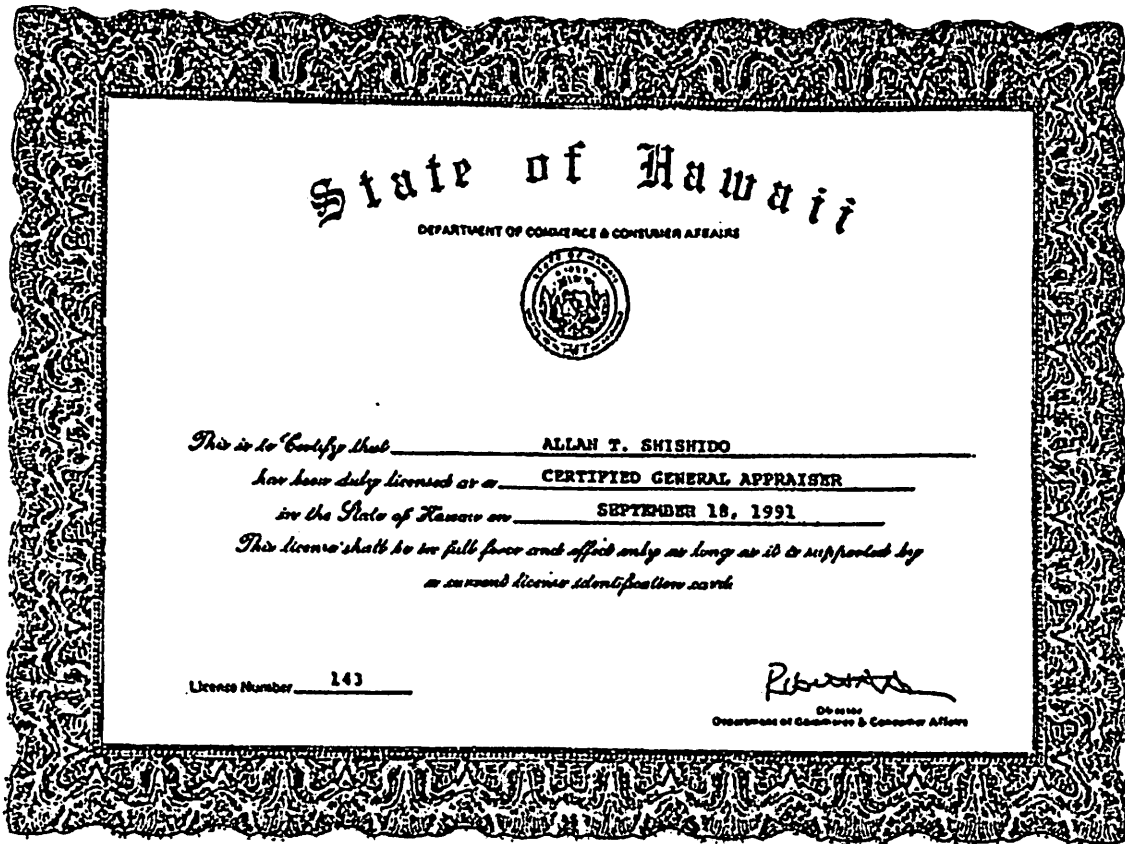 State of Hawaii
DEPARTMENT OF COMMERCE & CONSUMER AFFAIRS
STATE OF HAWAII
This is to Certify that ALLAN T. SHISHIDO
has been duly licensed as a CERTIFIED GENERAL APPRAISER
in the State of Hawaii on SEPTEMBER 18, 1991
This license shall be in full force and effect only as long as it is supported by
a current license identification card
License Number 143
Director
Department of Commerce & Consumer Affairs